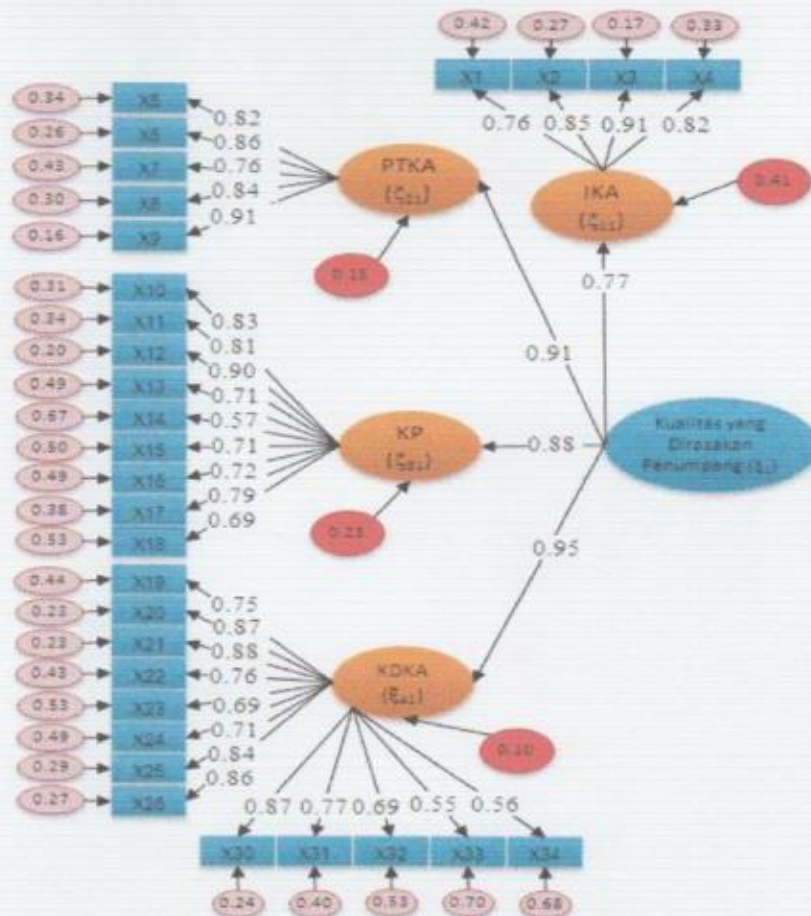 0.42 0.27 0.17 0.33
X1 X2 X3 X4
0.76 0.85 0.91 0.82
IKA
0.41
0.77
0.34 X5 0.82
0.26 X6 0.86
0.43 X7 0.76
0.30 X8 0.84
0.16 X9 0.91
PTKA
0.91
0.31 X10 0.83
0.34 X11 0.81
0.20 X12 0.90
0.49 X13 0.71
0.67 X14 0.57
0.50 X15 0.71
0.49 X16 0.72
0.38 X17 0.79
0.53 X18 0.69
KP
0.23
0.88
Kualitas yang
Dirasakan
Penumpang
0.95
0.44 X19 0.75
0.23 X20 0.87
0.23 X21 0.88
0.43 X22 0.76
0.53 X23 0.69
0.49 X24 0.71
0.29 X25 0.84
0.27 X26 0.86
KDKA
0.10
0.87 0.77 0.69 0.55 0.56
X30 X31 X32 X33 X34
0.24 0.40 0.53 0.70 0.68